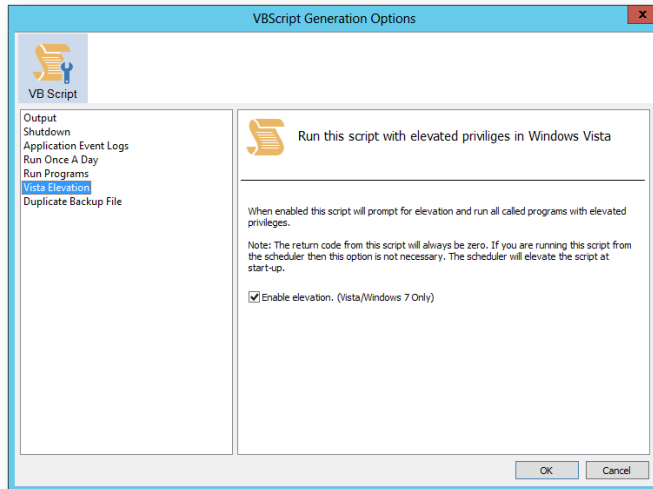 VBScript Generation Options
x
VB Script
Output
Shutdown
Application Event Logs
Run Once A Day
Run Programs
Vista Elevation
Duplicate Backup File
Run this script with elevated priviliges in Windows Vista
When enabled this script will prompt for elevation and run all called programs with elevated
privileges.
Note: The return code from this script will always be zero. If you are running this script from
the scheduler then this option is not necessary. The scheduler will elevate the script at
start-up.
Enable elevation. (Vista/Windows 7 Only)
OK Cancel